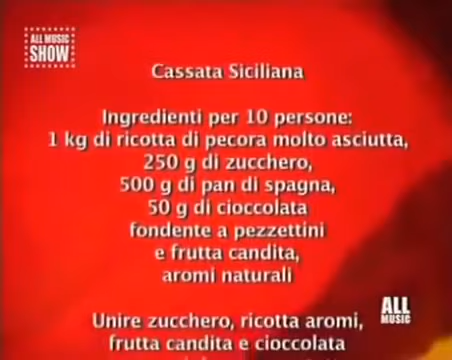 ALL MUSIC
SHOW
Cassata Siciliana
Ingredienti per 10 persone:
1 kg di ricotta di pecora molto asciutta,
250 g di zucchero,
500 g di pan di spagna,
50 g di cioccolata
fondente a pezzettini
e frutta candita,
aromi naturali
ALL
MUSIC
Unire zucchero, ricotta aromi,
frutta candita e cioccolata